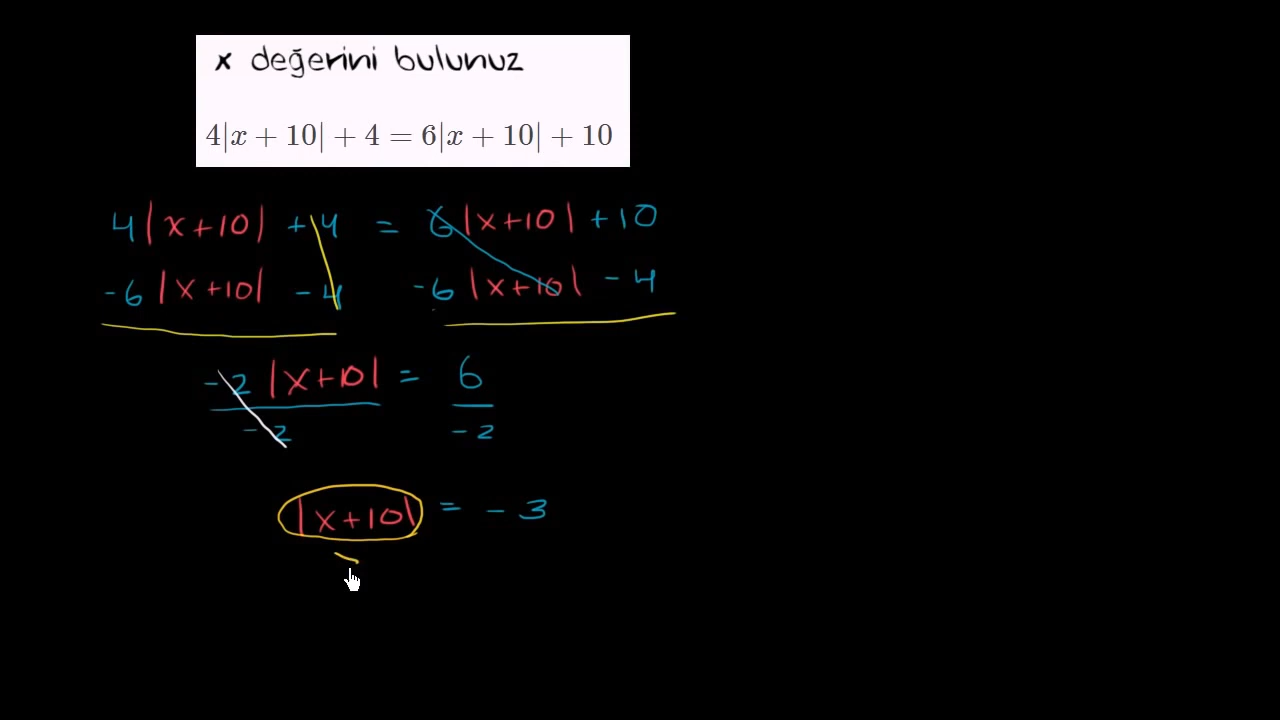 x değerini bulunuz
4|x + 10| + 4 = 6|x + 10| + 10
4|x+10| +4 = 6|x+10| +10
-6|x+10| -4 -6|x+10| -4
-2|x+10| = 6
-2 -2
|x+10| = -3